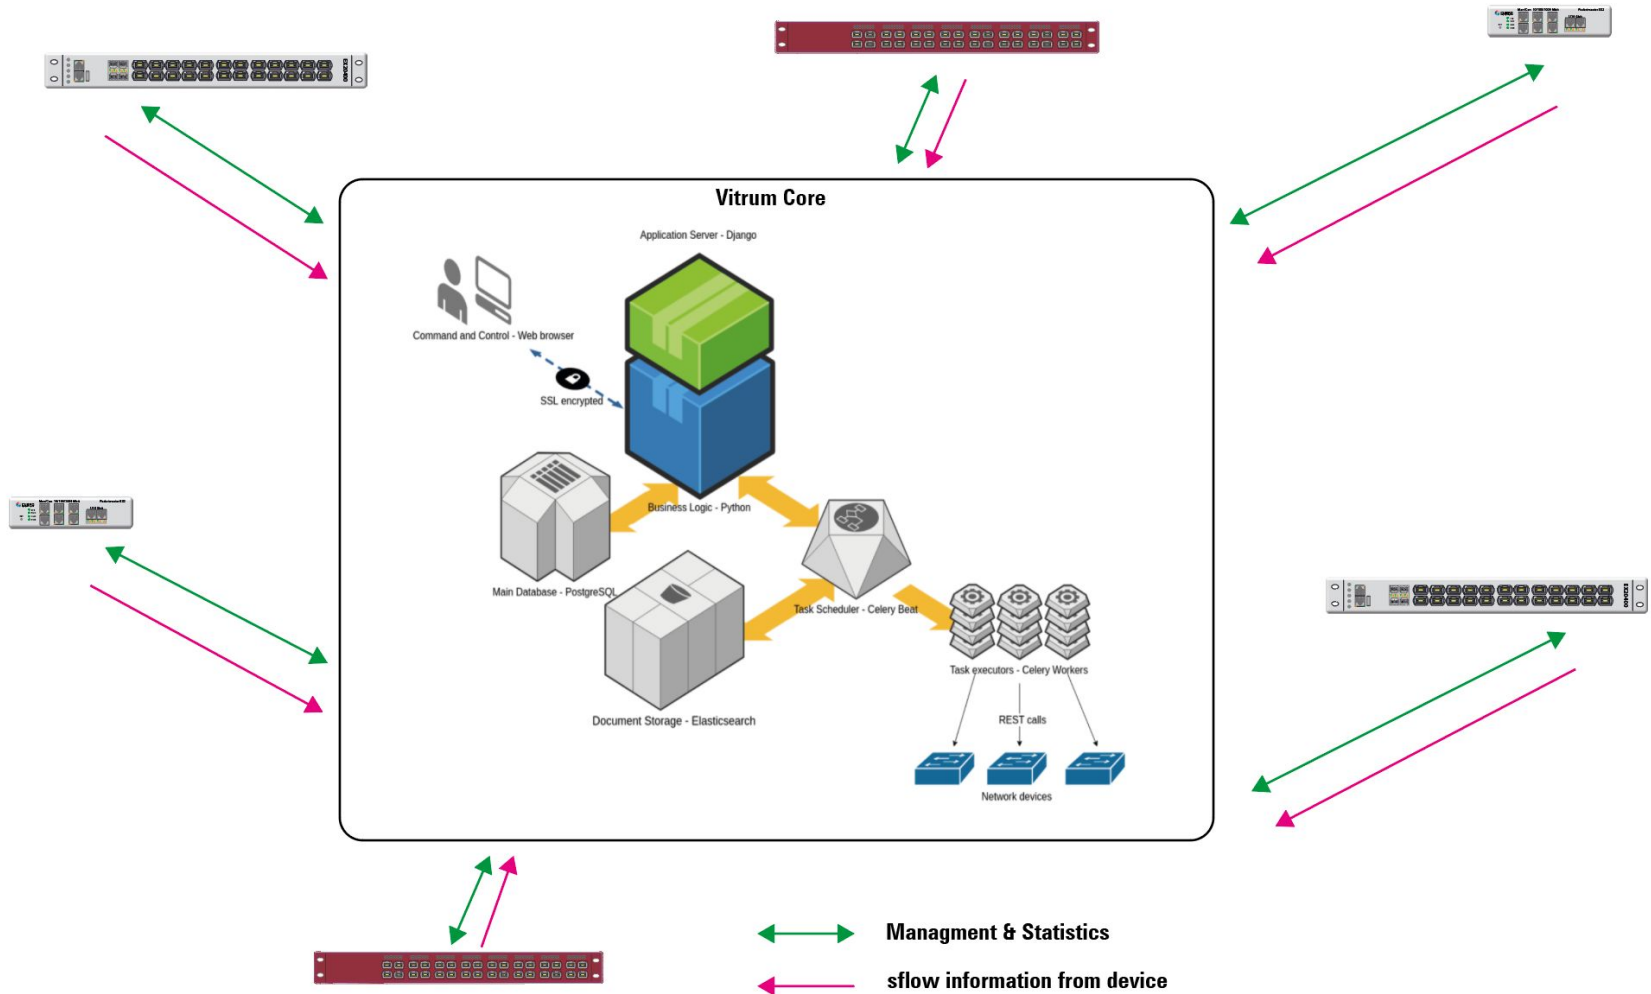 EX20400
Vitrum Core
Application Server - Django
Command and Control - Web browser
SSL encrypted
Business Logic - Python
Main Database - PostgreSQL
Task Scheduler - Celery Beat
Document Storage - Elasticsearch
Task executors - Celery Workers
REST calls
Network devices
EX20400
Managment & Statistics
sflow information from device